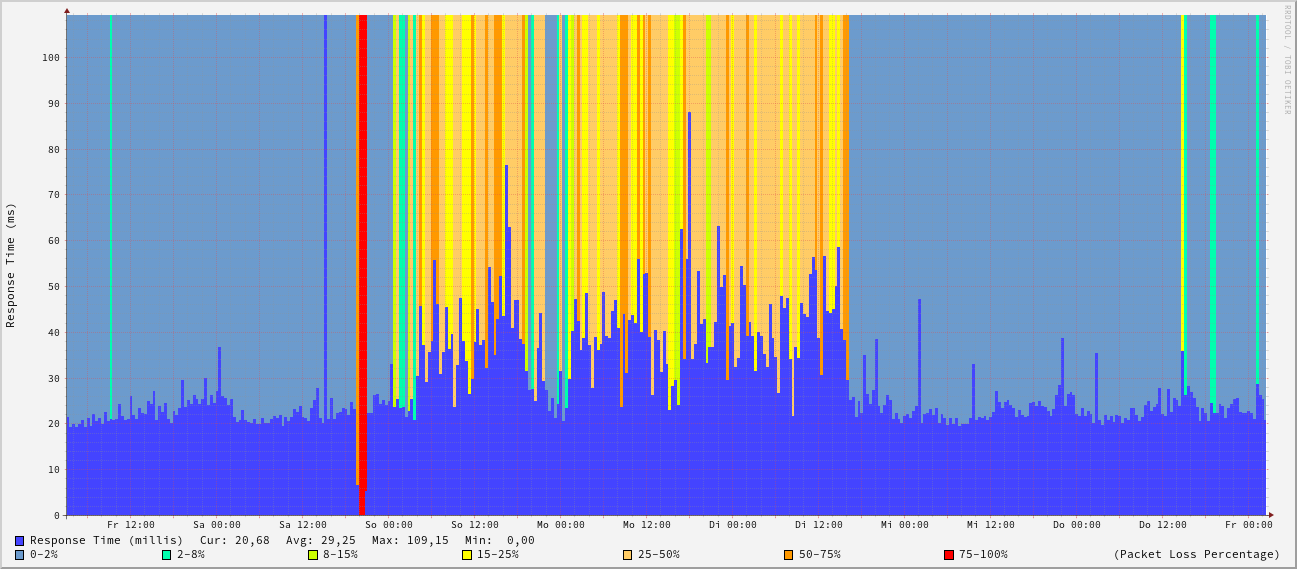 RRDTOOL / TOBI OETIKER
Response Time (ms)
100
90
80
70
60
50
40
30
20
10
0
Fr 12:00 Sa 00:00 Sa 12:00 So 00:00 So 12:00 Mo 00:00 Mo 12:00 Di 00:00 Di 12:00 Mi 00:00 Mi 12:00 Do 00:00 Do 12:00 Fr 00:00
Response Time (millis) Cur: 20,68 Avg: 29,25 Max: 109,15 Min: 0,00
0-2% 2-8% 8-15% 15-25% 25-50% 50-75% 75-100% (Packet Loss Percentage)